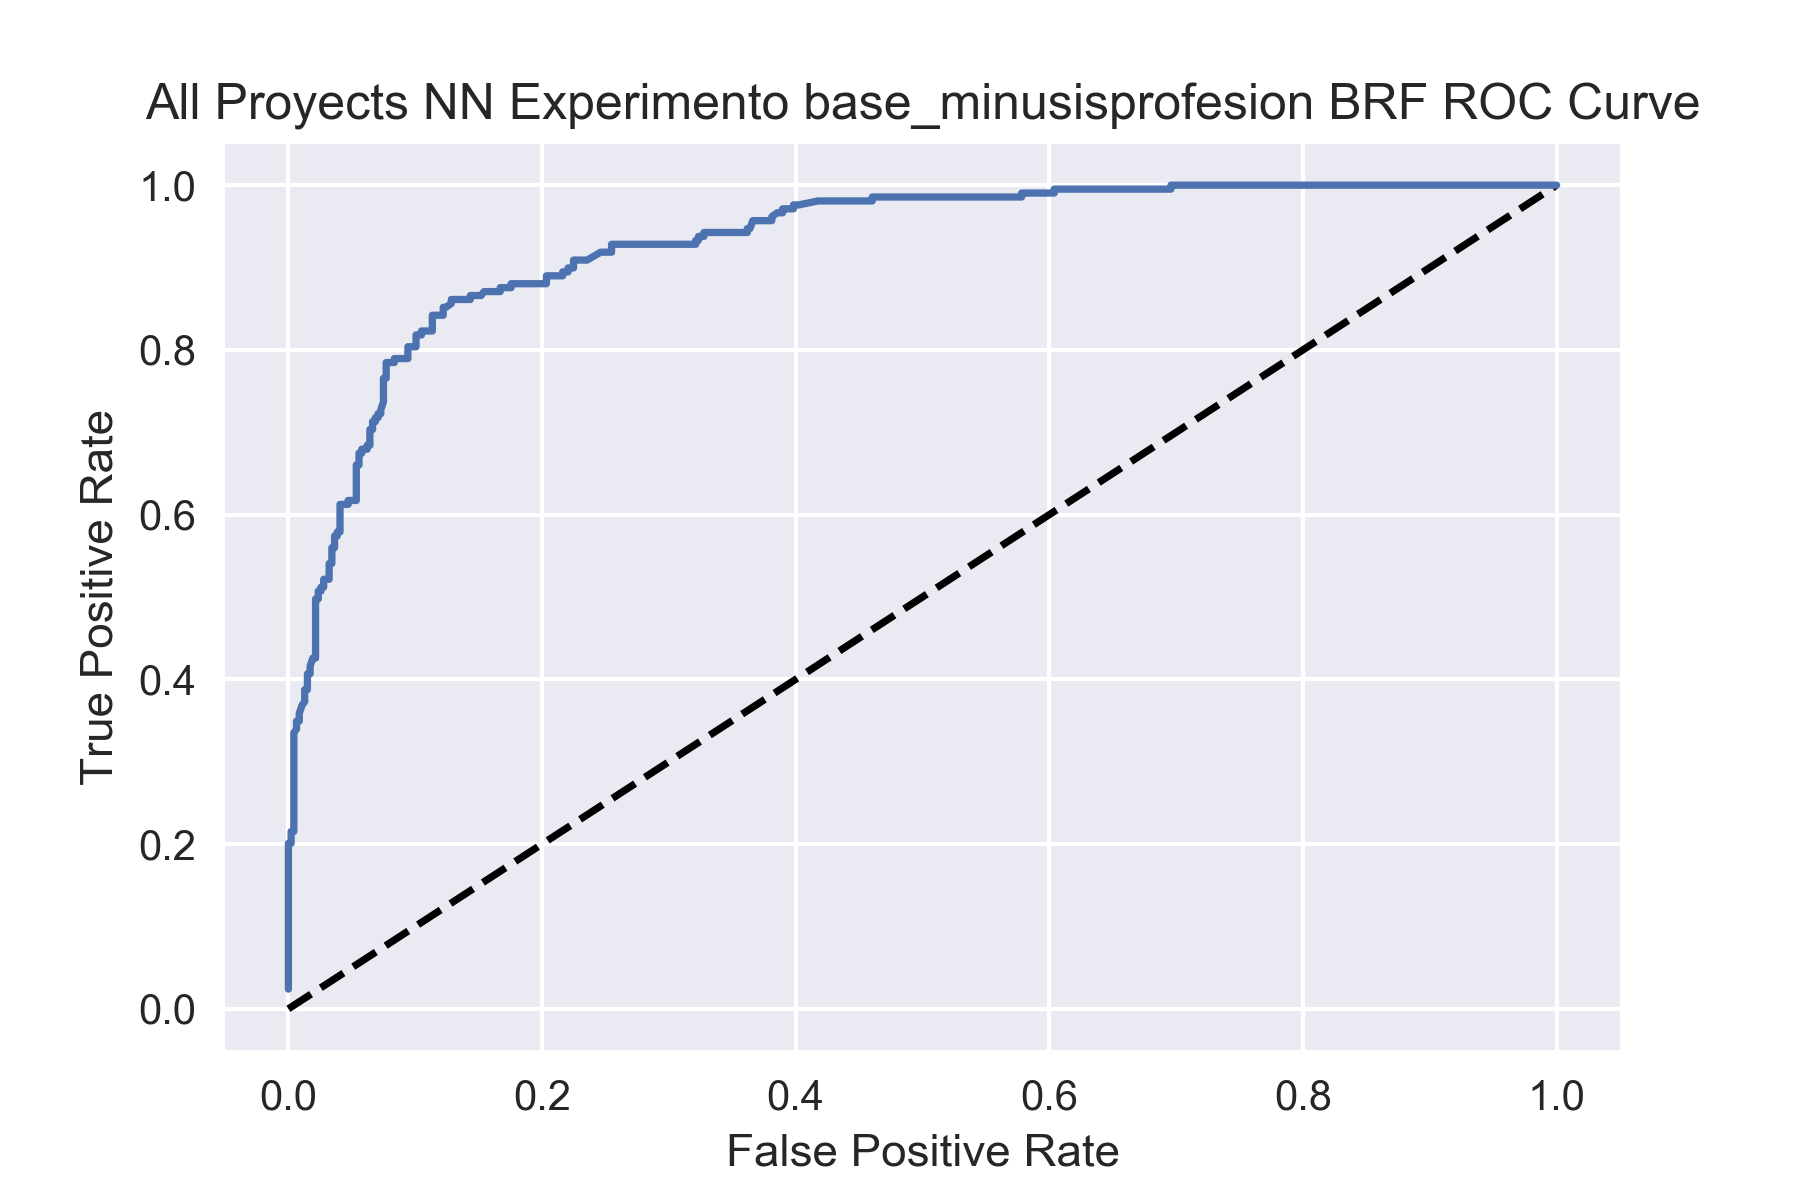 All Proyects NN Experimento base_minusisprofesion BRF ROC Curve
1.0
0.8
0.6
0.4
0.2
0.0
True Positive Rate
0.0 0.2 0.4 0.6 0.8 1.0
False Positive Rate